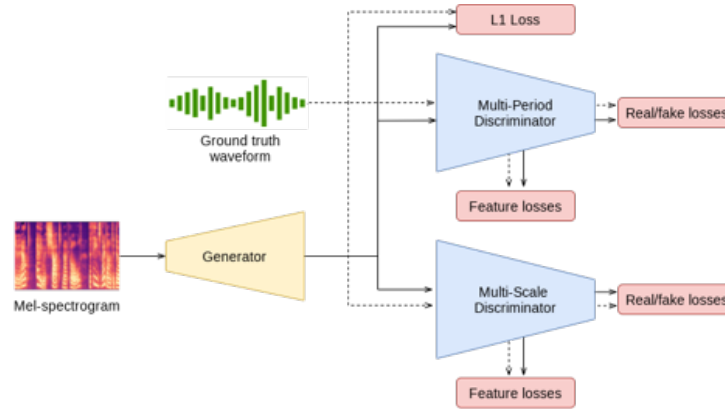 L1 Loss
Multi-Period
Discriminator
Real/fake losses
Ground truth
waveform
Feature losses
Generator
Mel-spectrogram
Multi-Scale
Discriminator
Real/fake losses
Feature losses